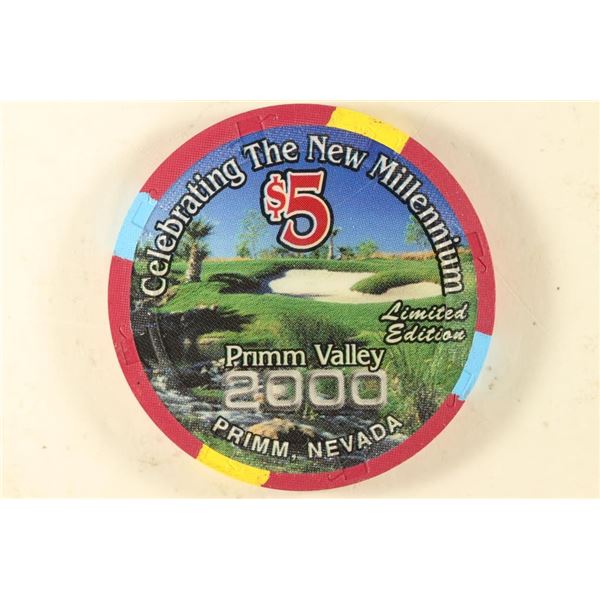 Celebrating The New Millennium
$5
Limited
Edition
Primm Valley
2000
PRIMM, NEVADA